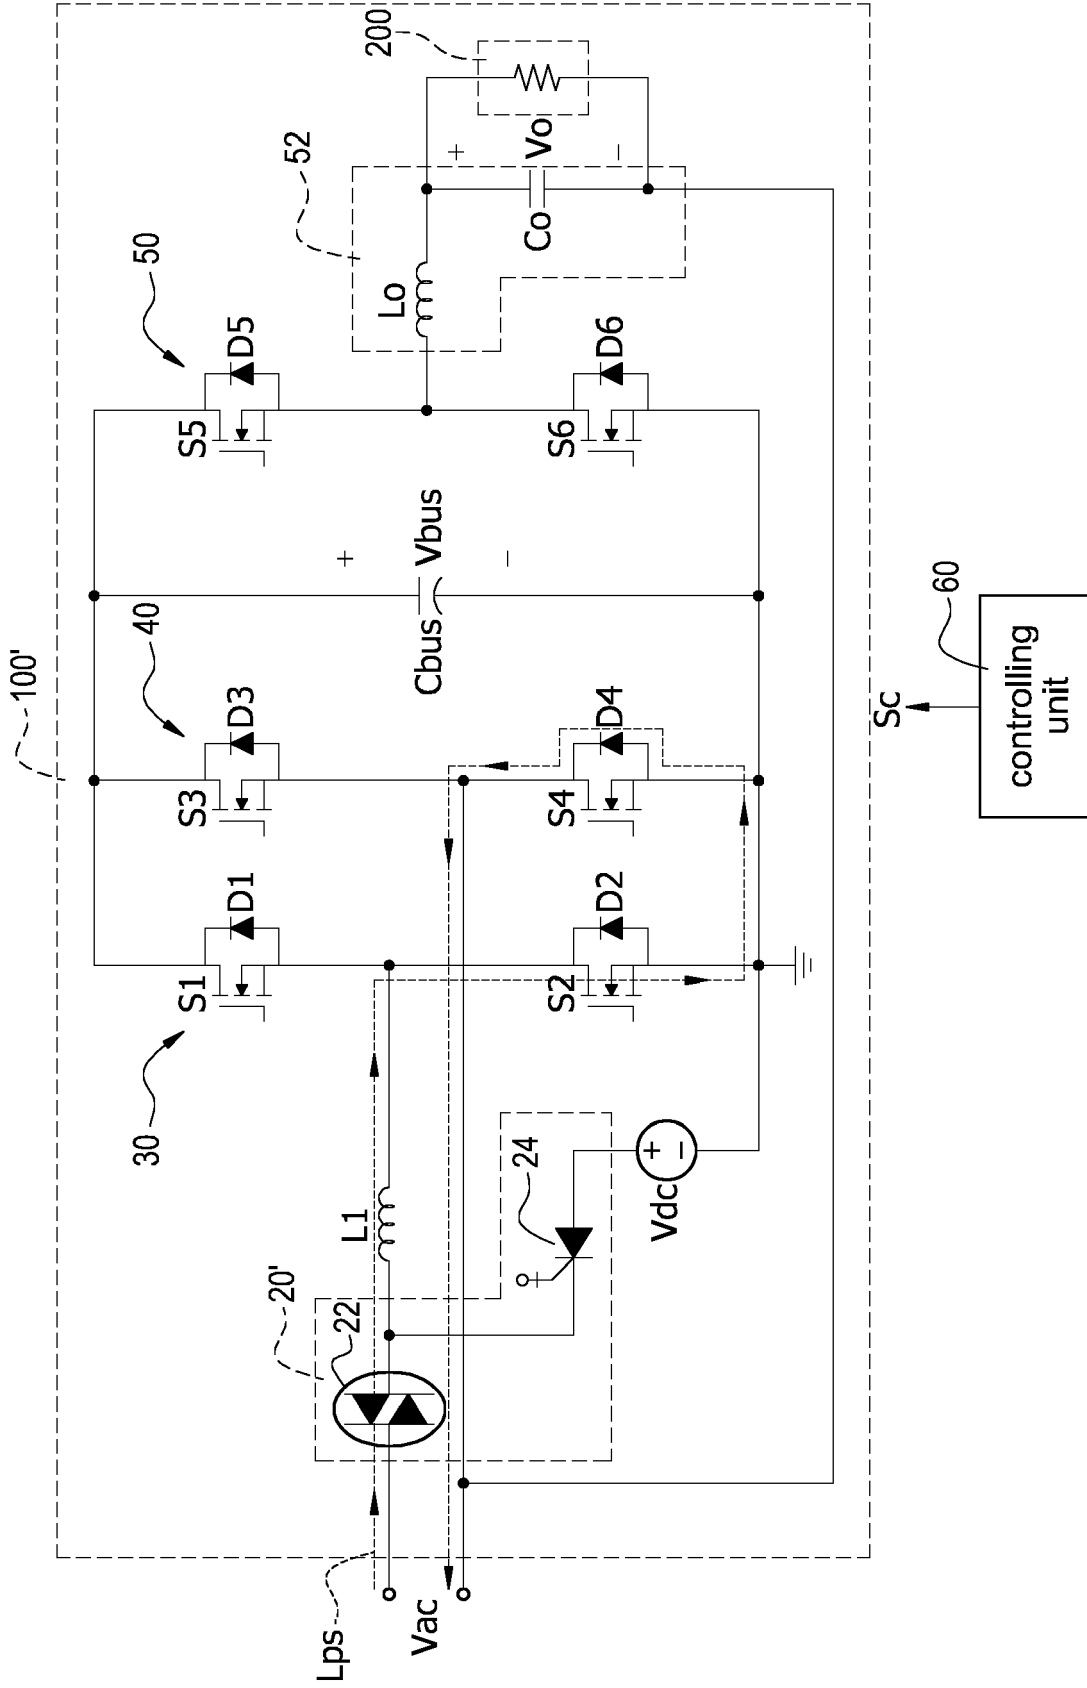 100'
30
40
50
52
200
S1
D1
S3
D3
S5
D5
Lo
+
Vo
−
Co
+
Cbus
Vbus
−
20'
22
L1
Lps
Vac
24
+
−
Vdc
S2
D2
S4
D4
S6
D6
Sc
60
controlling
unit